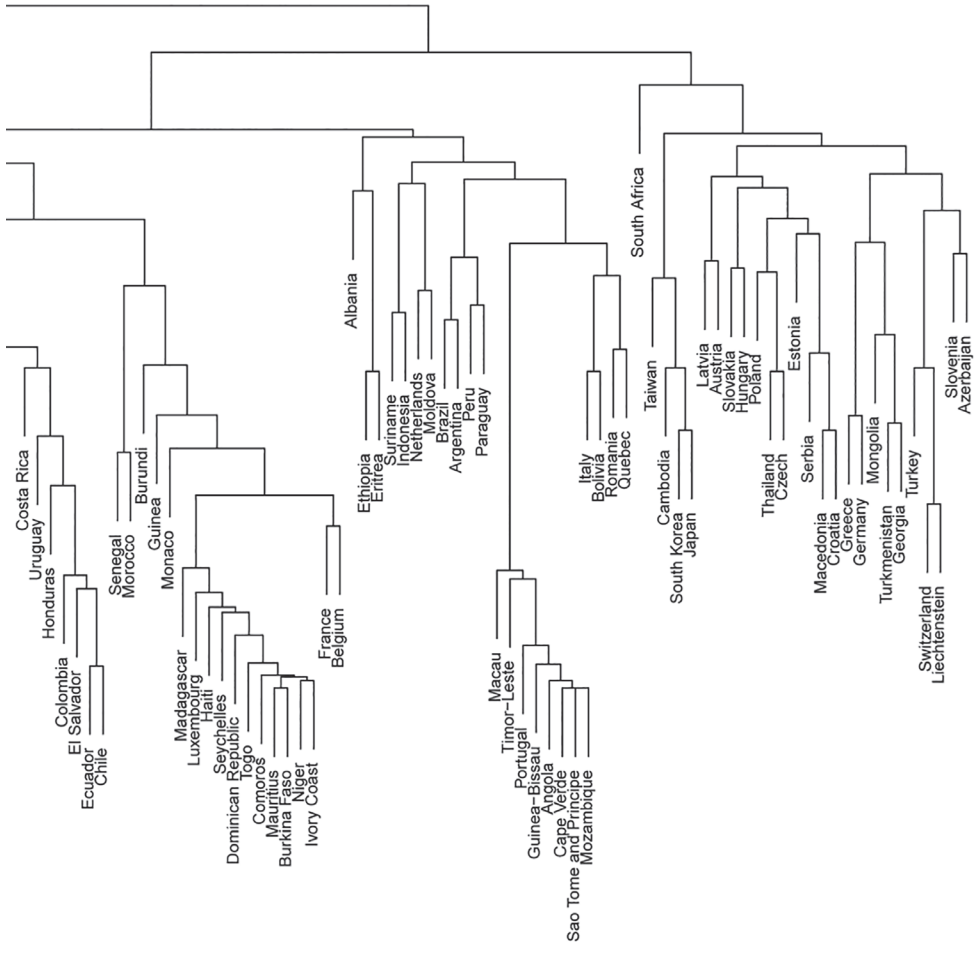 Costa Rica
Uruguay
Honduras
Colombia
El Salvador
Ecuador
Chile
Senegal
Morocco
Burundi
Guinea
Monaco
Madagascar
Luxembourg
Haiti
Seychelles
Dominican Republic
Togo
Comoros
Mauritius
Burkina Faso
Niger
Ivory Coast
France
Belgium
Albania
Ethiopia
Eritrea
Suriname
Indonesia
Netherlands
Moldova
Brazil
Argentina
Peru
Paraguay
Macau
Timor-Leste
Portugal
Guinea-Bissau
Angola
Cape Verde
Sao Tome and Principe
Mozambique
Italy
Bolivia
Romania
Quebec
South Africa
Taiwan
Cambodia
South Korea
Japan
Latvia
Austria
Slovakia
Hungary
Poland
Thailand
Czech
Estonia
Serbia
Macedonia
Croatia
Greece
Germany
Mongolia
Turkmenistan
Georgia
Turkey
Switzerland
Liechtenstein
Slovenia
Azerbaijan